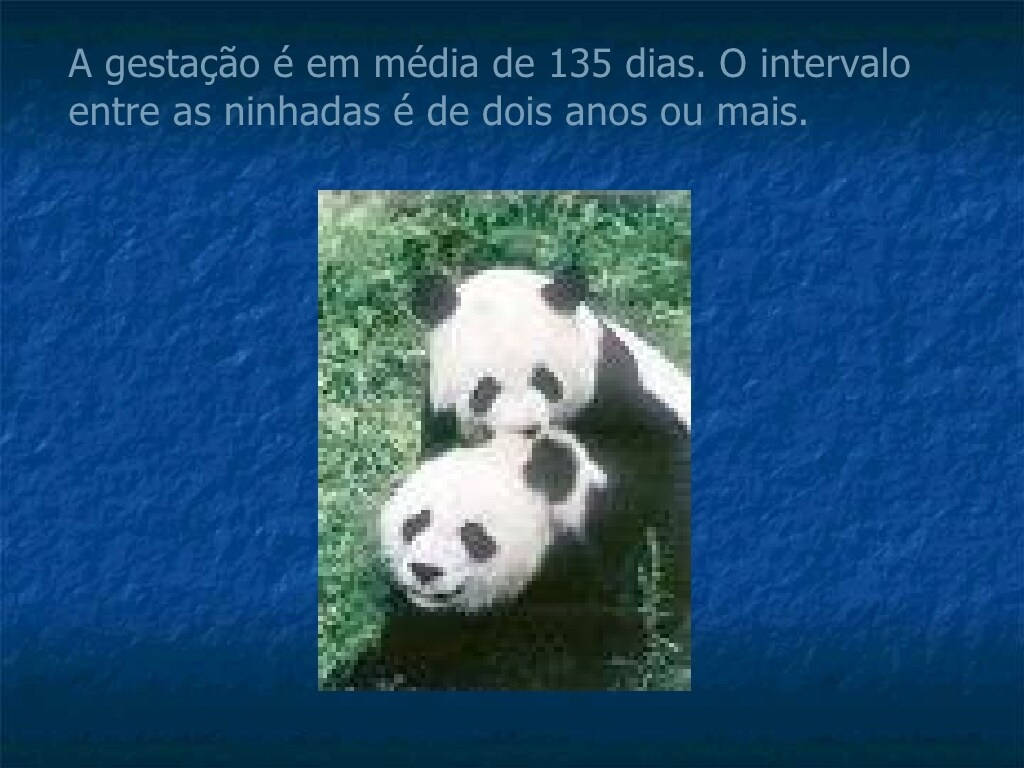 A gestação é em média de 135 dias. O intervalo
entre as ninhadas é de dois anos ou mais.